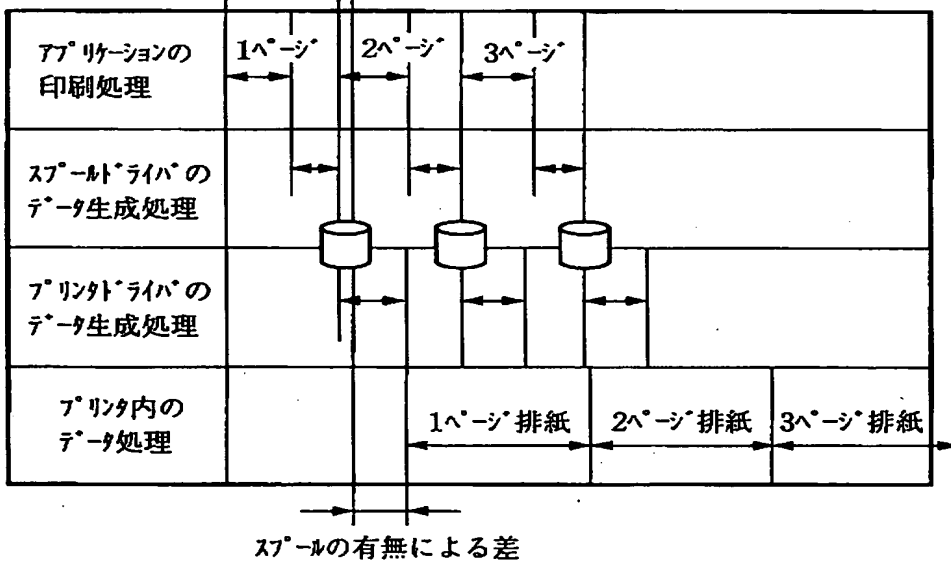 アプリケーションの
印刷処理
1ページ
2ページ
3ページ
スプールドライバの
データ生成処理
プリンタドライバの
データ生成処理
プリンタ内の
データ処理
1ページ排紙
2ページ排紙
3ページ排紙
スプールの有無による差